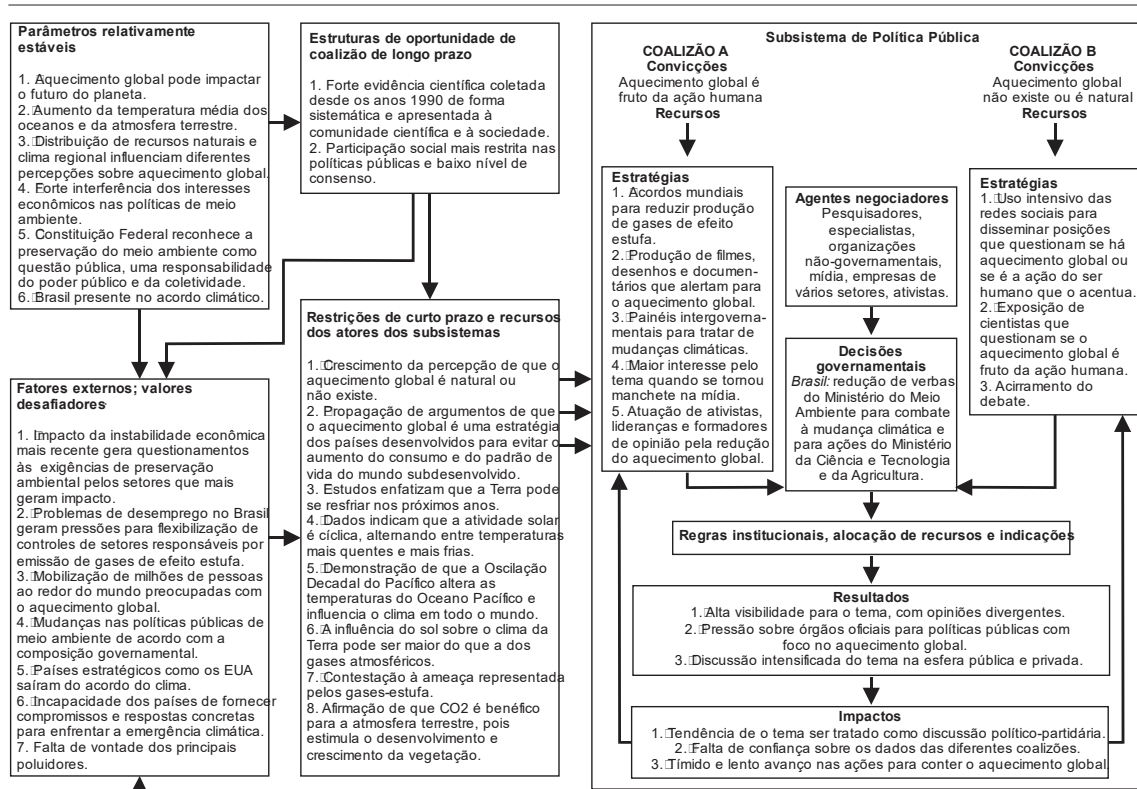 Parâmetros relativamente
estáveis
1. Aquecimento global pode impactar
o futuro do planeta.
2. Aumento da temperatura média dos
oceanos e da atmosfera terrestre.
3. Distribuição de recursos naturais e
clima regional influenciam diferentes
percepções sobre aquecimento global.
4. Forte interferência dos interesses
econômicos nas políticas de meio
ambiente.
5. Constituição Federal reconhece a
preservação do meio ambiente como
questão pública, uma responsabilidade
do poder público e da coletividade.
6. Brasil presente no acordo climático.
Estruturas de oportunidade de
coalizão de longo prazo
1. Forte evidência científica coletada
desde os anos 1990 de forma
sistemática e apresentada à
comunidade científica e à sociedade.
2. Participação social mais restrita nas
políticas públicas e baixo nível de
consenso.
Fatores externos; valores
desafiadores
1. Impacto da instabilidade econômica
mais recente gera questionamentos
às exigências de preservação
ambiental pelos setores que mais
geram impacto.
2. Problemas de desemprego no Brasil
geram pressões para flexibilização de
controles de setores responsáveis por
emissão de gases de efeito estufa.
3. Mobilização de milhões de pessoas
ao redor do mundo preocupadas com
o aquecimento global.
4. Mudanças nas políticas públicas de
meio ambiente de acordo com a
composição governamental.
5. Países estratégicos como os EUA
saíram do acordo do clima.
6. Incapacidade dos países de fornecer
compromissos e respostas concretas
para enfrentar a emergência climática.
7. Falta de vontade dos principais
poluidores.
Restrições de curto prazo e recursos
dos atores dos subsistemas
1. Crescimento da percepção de que o
aquecimento global é natural ou
não existe.
2. Propagação de argumentos de que
o aquecimento global é uma estratégia
dos países desenvolvidos para evitar o
aumento do consumo e do padrão de
vida do mundo subdesenvolvido.
3. Estudos enfatizam que a Terra pode
se resfriar nos próximos anos.
4. Dados indicam que a atividade solar
é cíclica, alternando entre temperaturas
mais quentes e mais frias.
5. Demonstração de que a Oscilação
Decadal do Pacífico altera as
temperaturas do Oceano Pacífico e
influencia o clima em todo o mundo.
6. A influência do sol sobre o clima da
Terra pode ser maior do que a dos
gases atmosféricos.
7. Contestação à ameaça representada
pelos gases-estufa.
8. Afirmação de que CO2 é benéfico
para a atmosfera terrestre, pois
estimula o desenvolvimento e
crescimento da vegetação.
Subsistema de Política Pública
COALIZÃO A
Convicções
Aquecimento global é
fruto da ação humana
Recursos
COALIZÃO B
Convicções
Aquecimento global
não existe ou é natural
Recursos
Estratégias
1. Acordos mundiais
para reduzir produção
de gases de efeito
estufa.
2. Produção de filmes,
desenhos e documen-
tários que alertam para
o aquecimento global.
3. Painéis intergoverna-
mentais para tratar de
mudanças climáticas.
4. Maior interesse pelo
tema quando se tornou
manchete na mídia.
5. Atuação de ativistas,
lideranças e formadores
de opinião pela redução
do aquecimento global.
Agentes negociadores
Pesquisadores,
especialistas,
organizações
não-governamentais,
mídia, empresas de
vários setores, ativistas.
Decisões
governamentais
Brasil: redução de verbas
do Ministério do Meio
Ambiente para combate
à mudança climática e
para ações do Ministério
da Ciência e Tecnologia
e da Agricultura.
Estratégias
1. Uso intensivo das
redes sociais para
disseminar posições
que questionam se há
aquecimento global ou
se é a ação do ser
humano que o acentua.
2. Exposição de
cientistas que
questionam se o
aquecimento global é
fruto da ação humana.
3. Acirramento do
debate.
Regras institucionais, alocação de recursos e indicações
Resultados
1. Alta visibilidade para o tema, com opiniões divergentes.
2. Pressão sobre órgãos oficiais para políticas públicas com
foco no aquecimento global.
3. Discussão intensificada do tema na esfera pública e privada.
Impactos
1. Tendência de o tema ser tratado como discussão político-partidária.
2. Falta de confiança sobre os dados das diferentes coalizões.
3. Tímido e lento avanço nas ações para conter o aquecimento global.